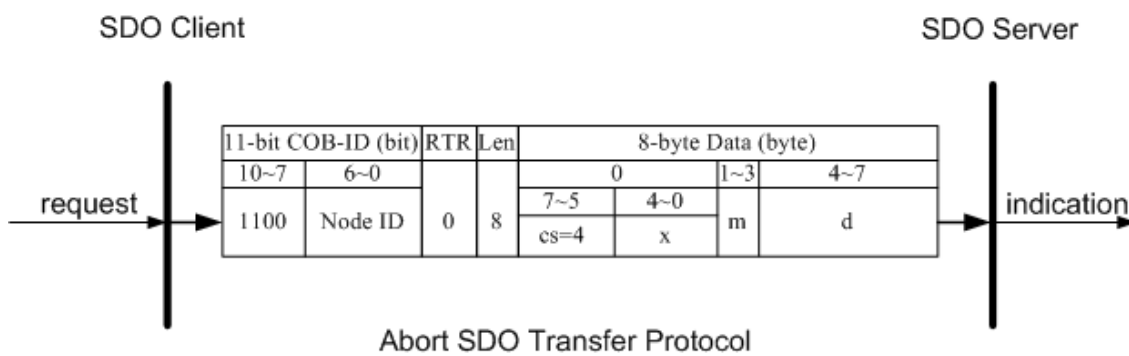 SDO Client
SDO Server
11-bit COB-ID (bit) RTR Len 8-byte Data (byte)
10~7 6~0 0 1~3 4~7
request 1100 Node ID 0 8 7~5 4~0 m d indication
cs=4 x
Abort SDO Transfer Protocol